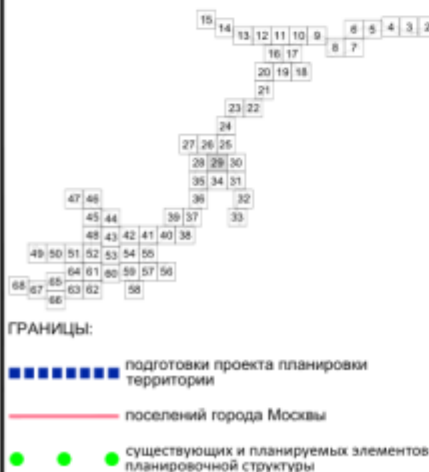 15
14
13 12 11 10 9 8 7 6 5 4 3 2
16 17
20 19 18
21
23 22
24
27 26 25
28 29 30
35 34 31
36 32
47 46
45 44 39 37 33
48 43 42 41 40 38
49 50 51 52 53 54 55
64 61 60 59 57 56
68 67 65 63 62 58
66
ГРАНИЦЫ:
подготовки проекта планировки
территории
поселений города Москвы
существующих и планируемых элементов
планировочной структуры